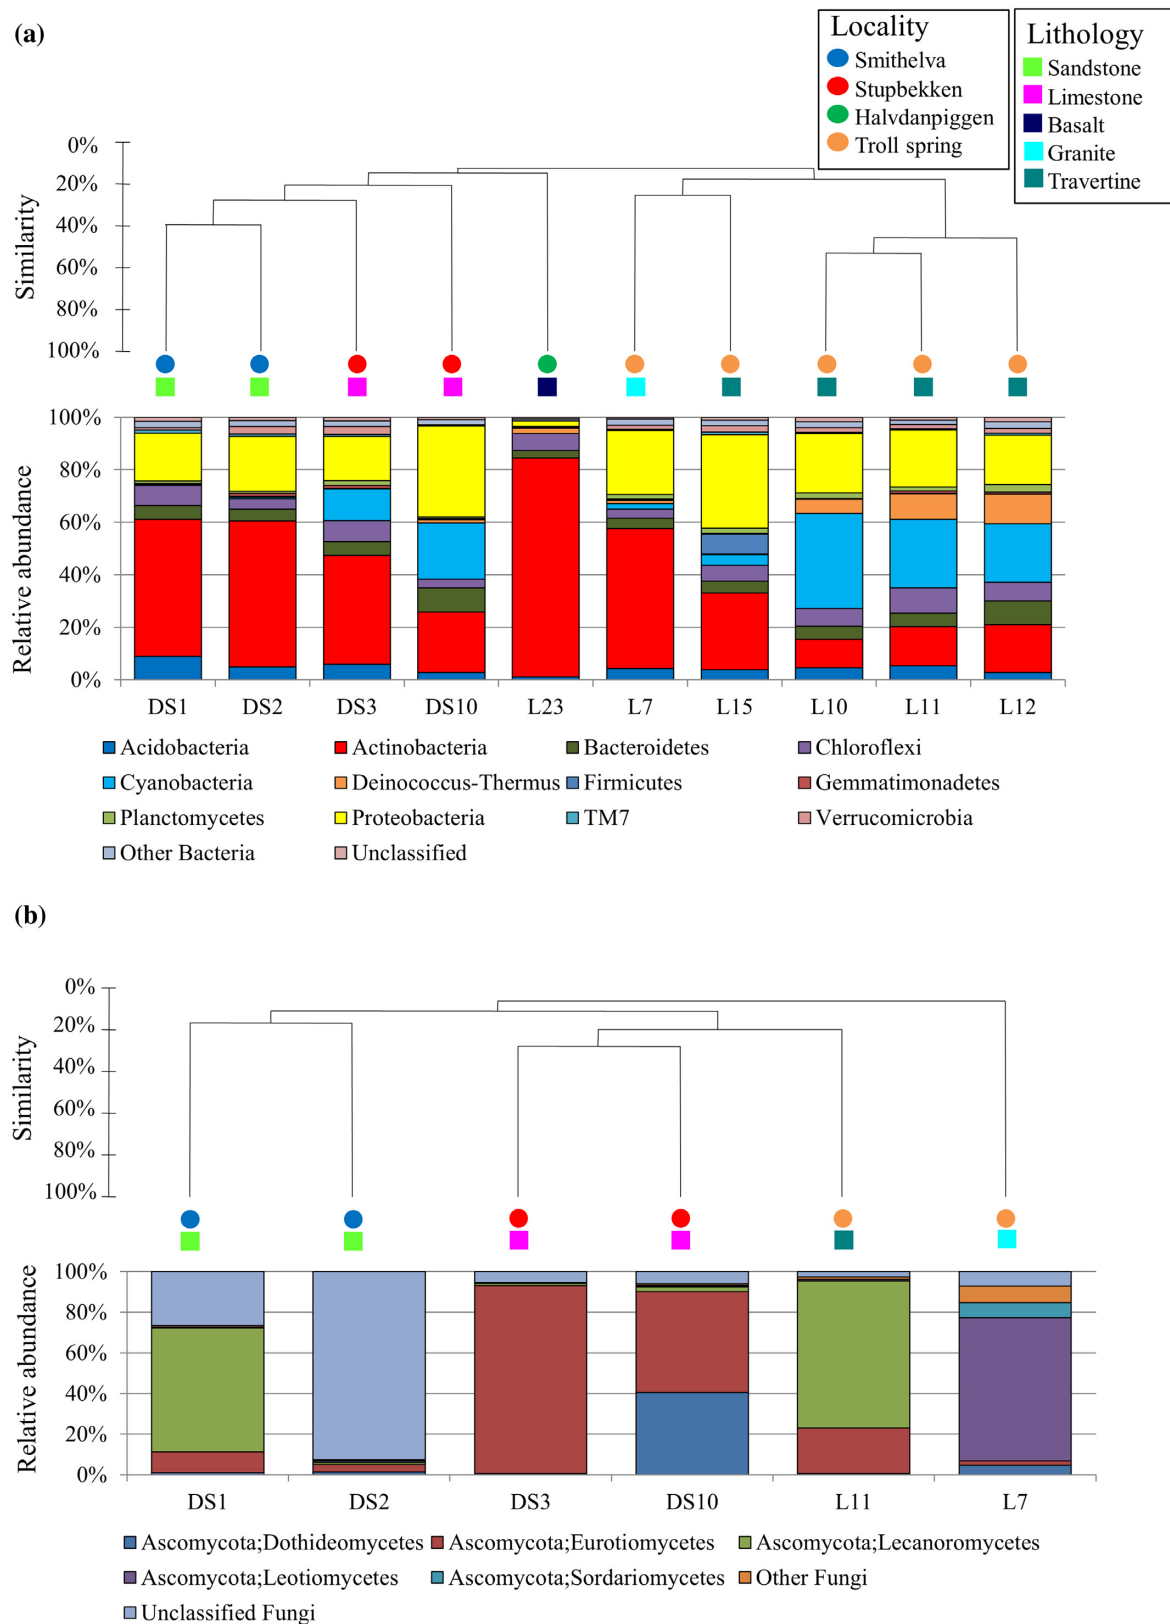 (a)
Locality
Smithelva
Stupbekken
Halvdanpiggen
Troll spring
Lithology
Sandstone
Limestone
Basalt
Granite
Travertine
Similarity
0%
20%
40%
60%
80%
100%
Relative abundance
100%
80%
60%
40%
20%
0%
DS1 DS2 DS3 DS10 L23 L7 L15 L10 L11 L12
Acidobacteria Actinobacteria Bacteroidetes Chloroflexi
Cyanobacteria Deinococcus-Thermus Firmicutes Gemmatimonadetes
Planctomycetes Proteobacteria TM7 Verrucomicrobia
Other Bacteria Unclassified
(b)
Similarity
0%
20%
40%
60%
80%
100%
Relative abundance
100%
80%
60%
40%
20%
0%
DS1 DS2 DS3 DS10 L11 L7
Ascomycota;Dothideomycetes Ascomycota;Eurotiomycetes Ascomycota;Lecanoromycetes
Ascomycota;Leotiomycetes Ascomycota;Sordariomycetes Other Fungi
Unclassified Fungi